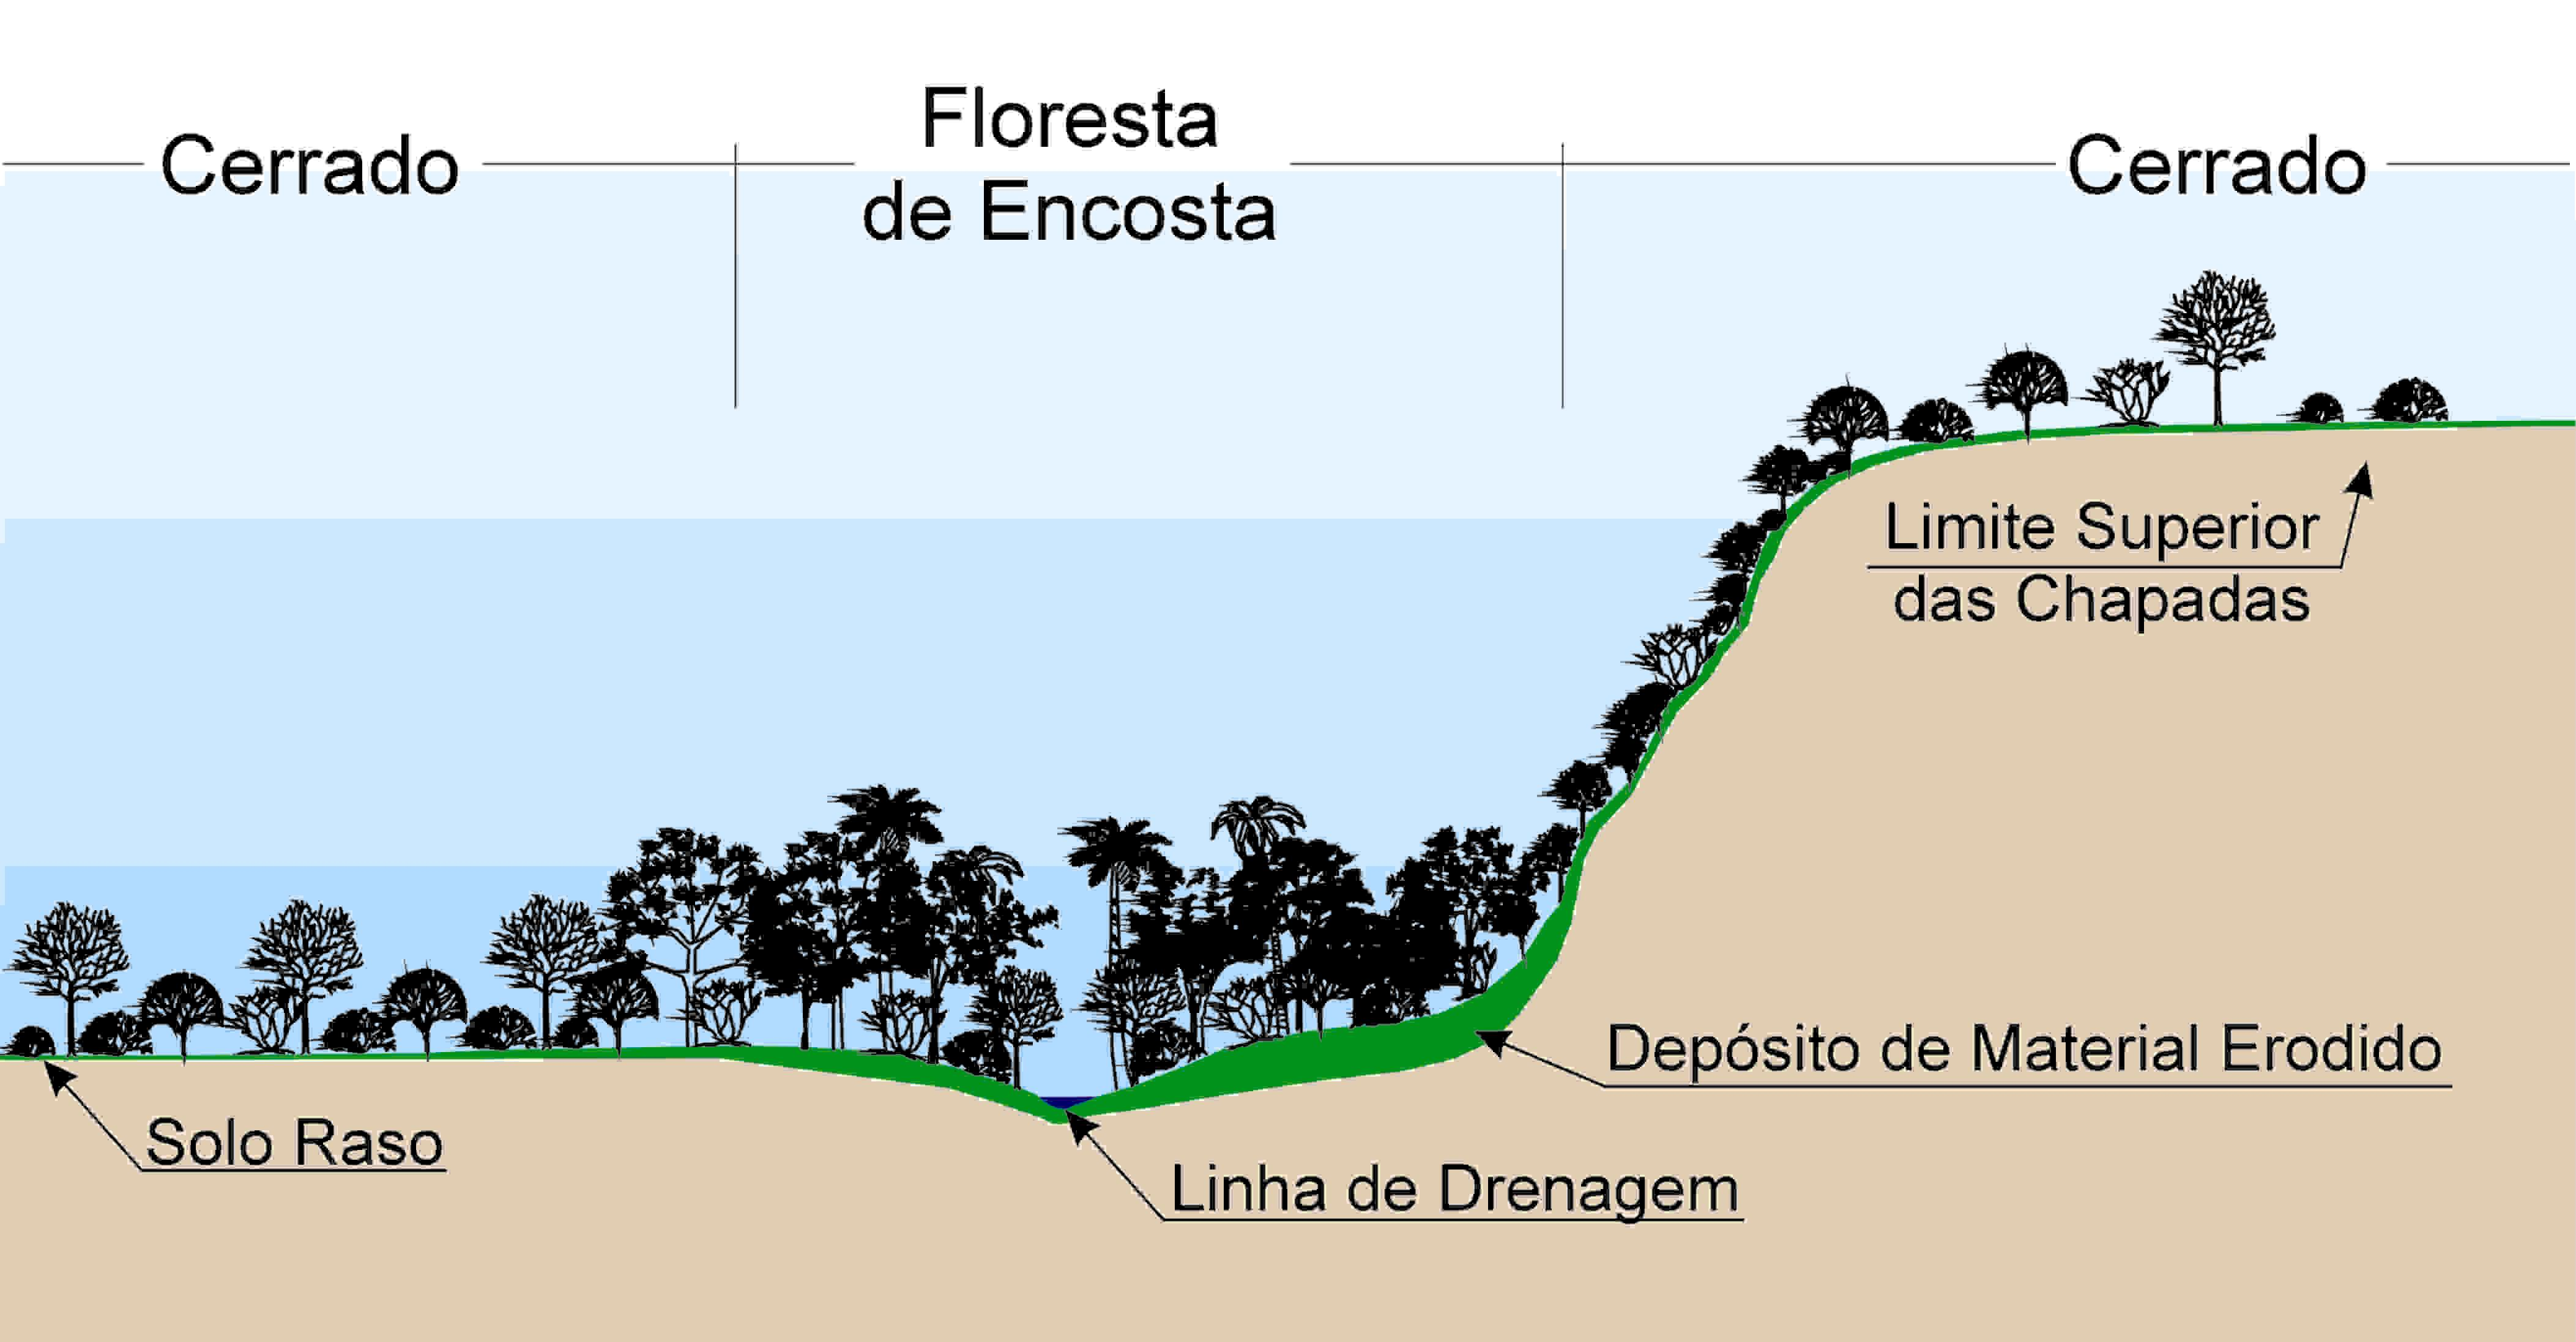 Cerrado
Floresta
de Encosta
Cerrado
Limite Superior
das Chapadas
Depósito de Material Erodido
Solo Raso
Linha de Drenagem